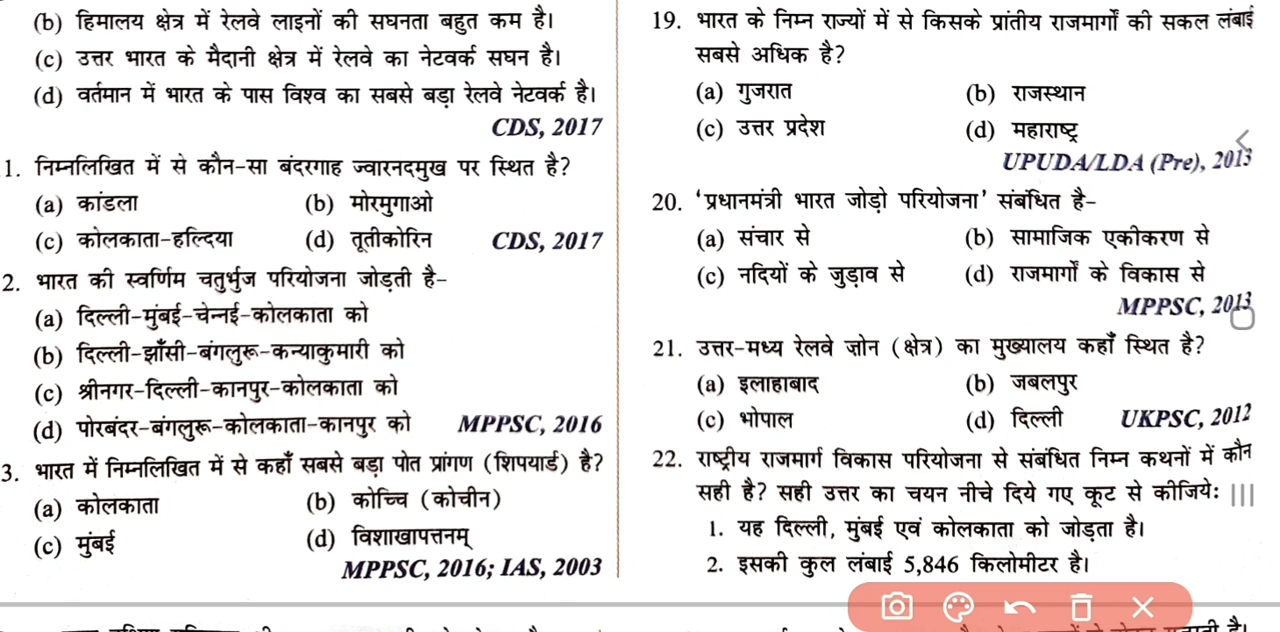 (b) हिमालय क्षेत्र में रेलवे लाइनों की सघनता बहुत कम है।
(c) उत्तर भारत के मैदानी क्षेत्र में रेलवे का नेटवर्क सघन है।
(d) वर्तमान में भारत के पास विश्व का सबसे बड़ा रेलवे नेटवर्क है।
CDS, 2017
1. निम्नलिखित में से कौन-सा बंदरगाह ज्वारनदमुख पर स्थित है?
(a) कांडला (b) मोरमुगाओ
(c) कोलकाता-हल्दिया (d) तूतीकोरिन CDS, 2017
2. भारत की स्वर्णिम चतुर्भुज परियोजना जोड़ती है-
(a) दिल्ली-मुंबई-चेन्नई-कोलकाता को
(b) दिल्ली-झाँसी-बंगलुरू-कन्याकुमारी को
(c) श्रीनगर-दिल्ली-कानपुर-कोलकाता को
(d) पोरबंदर-बंगलुरू-कोलकाता-कानपुर को MPPSC, 2016
3. भारत में निम्नलिखित में से कहाँ सबसे बड़ा पोत प्रांगण (शिपयार्ड) है?
(a) कोलकाता (b) कोच्चि (कोचीन)
(c) मुंबई (d) विशाखापत्तनम्
MPPSC, 2016; IAS, 2003
19. भारत के निम्न राज्यों में से किसके प्रांतीय राजमार्गों की सकल लंबाई
सबसे अधिक है?
(a) गुजरात (b) राजस्थान
(c) उत्तर प्रदेश (d) महाराष्ट्र
UPUDA/LDA (Pre), 2013
20. ‘प्रधानमंत्री भारत जोड़ो परियोजना’ संबंधित है-
(a) संचार से (b) सामाजिक एकीकरण से
(c) नदियों के जुड़ाव से (d) राजमार्गों के विकास से
MPPSC, 2013
21. उत्तर-मध्य रेलवे ज़ोन (क्षेत्र) का मुख्यालय कहाँ स्थित है?
(a) इलाहाबाद (b) जबलपुर
(c) भोपाल (d) दिल्ली UKPSC, 2012
22. राष्ट्रीय राजमार्ग विकास परियोजना से संबंधित निम्न कथनों में कौन
सही है? सही उत्तर का चयन नीचे दिये गए कूट से कीजिये:
1. यह दिल्ली, मुंबई एवं कोलकाता को जोड़ता है।
2. इसकी कुल लंबाई 5,846 किलोमीटर है।